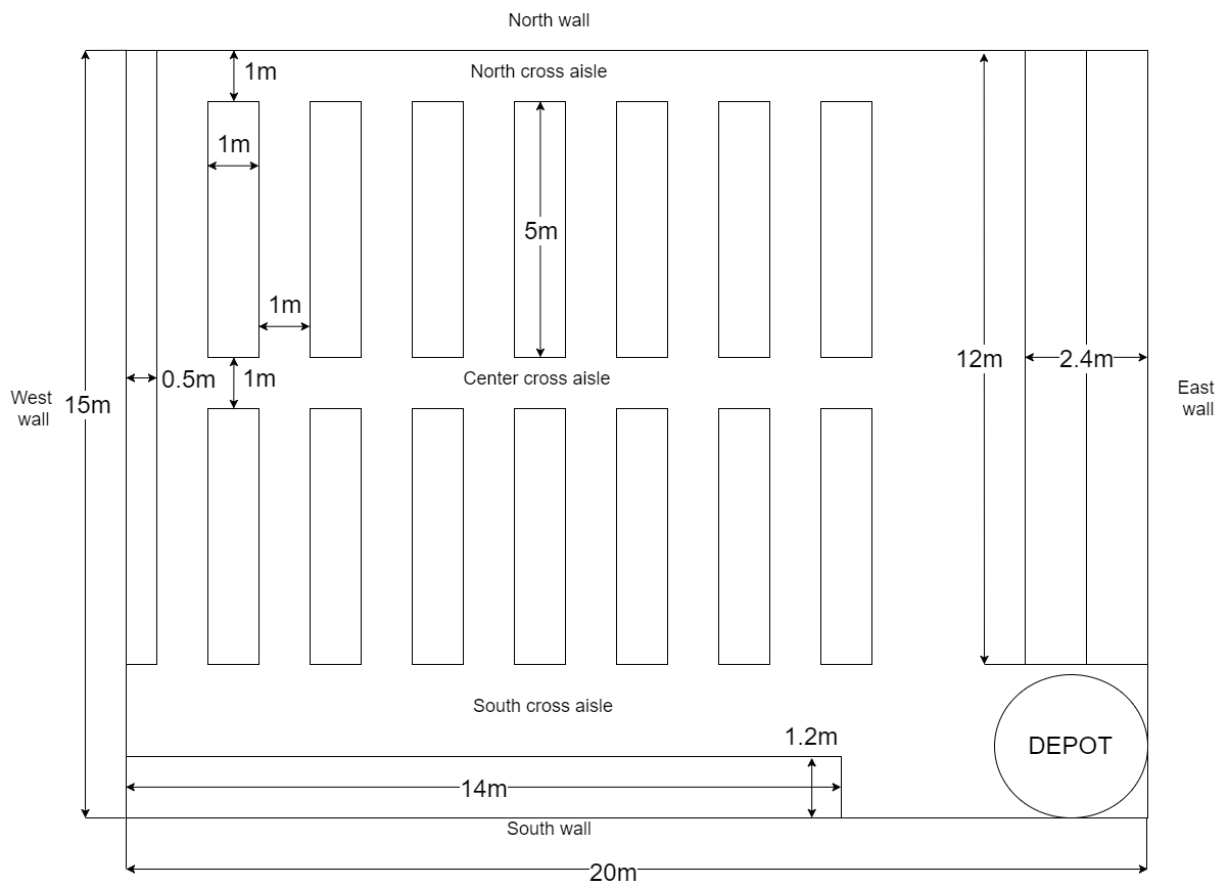 North wall
North cross aisle
1m
1m
5m
1m
1m
0.5m
Center cross aisle
12m
2.4m
West
wall
15m
East
wall
South cross aisle
1.2m
DEPOT
14m
South wall
20m